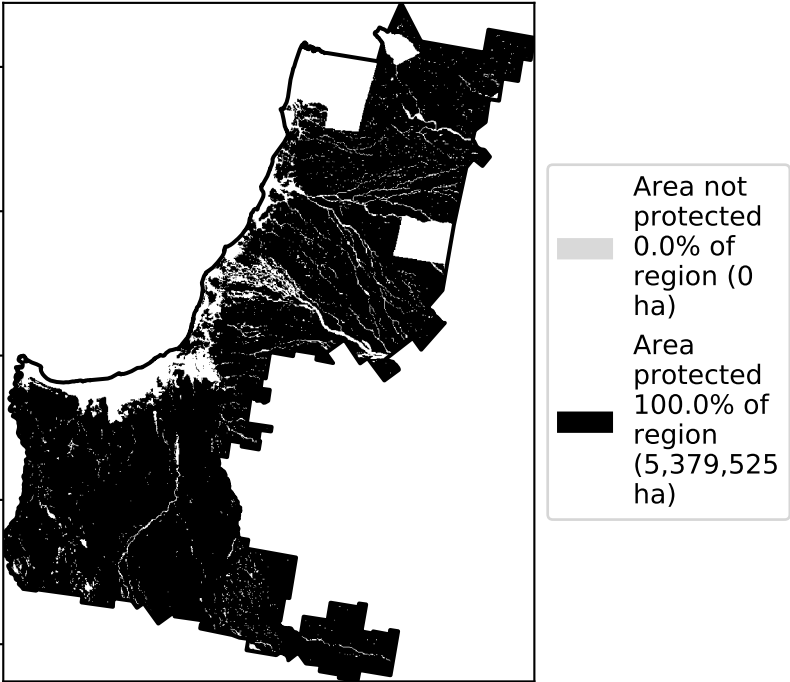 Area not
protected
0.0% of
region (0
ha)
Area
protected
100.0% of
region
(5,379,525
ha)